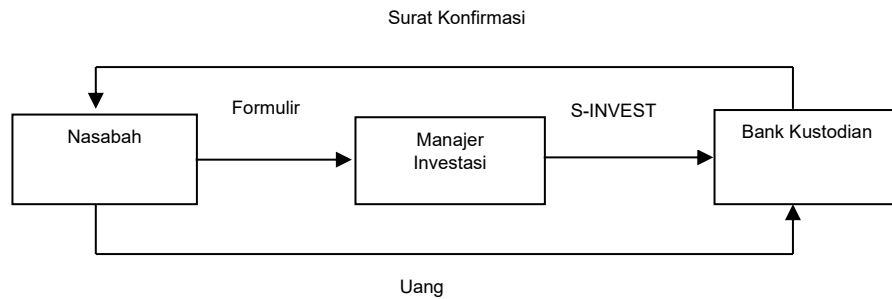 Surat Konfirmasi
Formulir
S-INVEST
Nasabah
Manajer
Investasi
Bank Kustodian
Uang